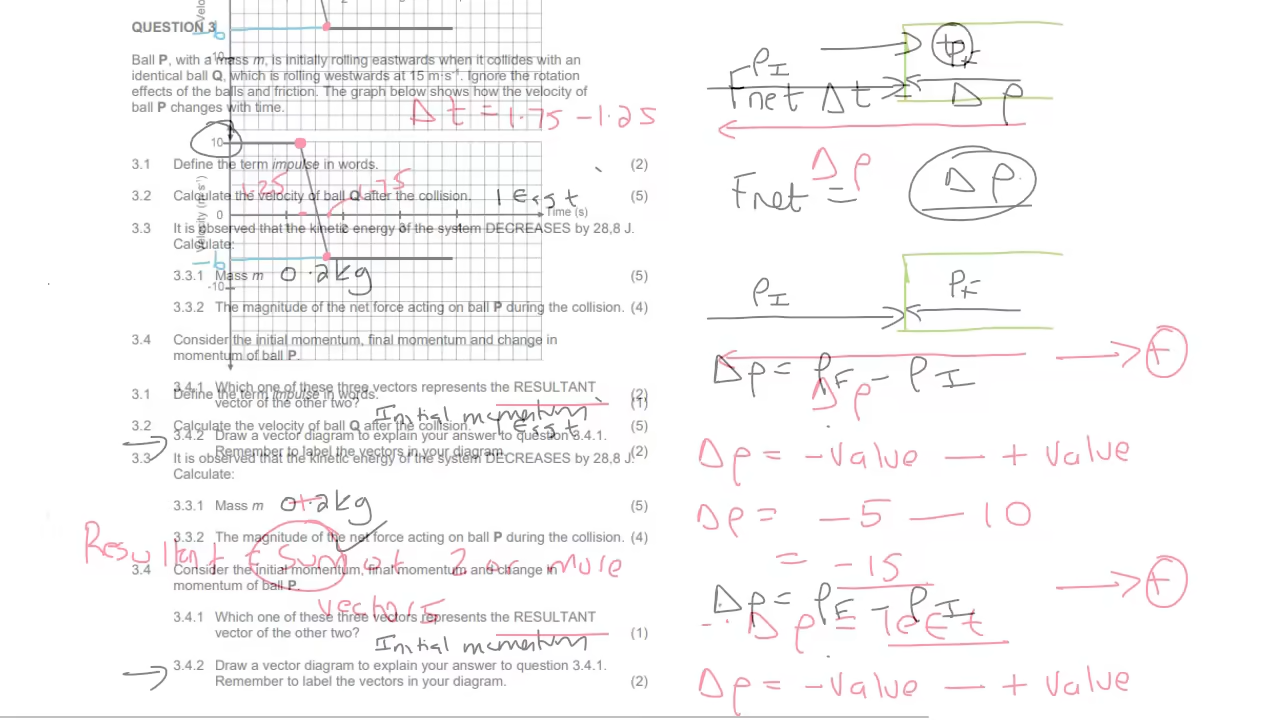 QUESTION 3
Ball P, with a mass m, is initially rolling eastwards when it collides with an
identical ball Q, which is rolling westwards at 15 m·s⁻¹. Ignore the rotation
effects of the balls and friction. The graph below shows how the velocity of
ball P changes with time.
Δt = 1.75 - 1.25
10
1.25
1.75
0
Time (s)
Velocity (m·s⁻¹)
-6
-10
3.1 Define the term impulse in words. (2)
3.2 Calculate the velocity of ball Q after the collision. 1 East (5)
3.3 It is observed that the kinetic energy of the system DECREASES by 28,8 J.
Calculate:
3.3.1 Mass m 0.2kg (5)
3.3.2 The magnitude of the net force acting on ball P during the collision. (4)
3.4 Consider the initial momentum, final momentum and change in
momentum of ball P.
3.4.1 Which one of these three vectors represents the RESULTANT
vector of the other two? Initial momentum (1)
3.1 Define the term impulse in words. (2)
3.2 Calculate the velocity of ball Q after the collision. 1 East (5)
3.4.2 Draw a vector diagram to explain your answer to question 3.4.1.
Remember to label the vectors in your diagram. (2)
3.3 It is observed that the kinetic energy of the system DECREASES by 28,8 J.
Calculate:
3.3.1 Mass m 0.2kg (5)
3.3.2 The magnitude of the net force acting on ball P during the collision. (4)
Resultant = Sum of 2 or more
vectors
3.4 Consider the initial momentum, final momentum and change in
momentum of ball P.
3.4.1 Which one of these three vectors represents the RESULTANT
vector of the other two? Initial momentum (1)
3.4.2 Draw a vector diagram to explain your answer to question 3.4.1.
Remember to label the vectors in your diagram. (2)
PI
PF
Fnet Δt = Δp
Δp
Fnet = Δp
PI
PF
Δp = PF - PI
+
Δp
Δp = -value - + value
Δp = -5 - 10
= -15
Δp = PF - PI
+
∴ Δp = left
Δp = -value - + value